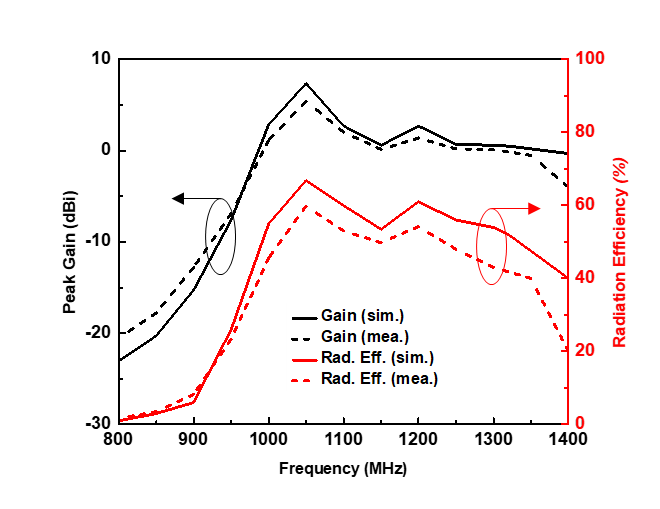 10
0
-10
-20
-30
Peak Gain (dBi)
100
80
60
40
20
0
Radiation Efficiency (%)
Gain (sim.)
Gain (mea.)
Rad. Eff. (sim.)
Rad. Eff. (mea.)
800 900 1000 1100 1200 1300 1400
Frequency (MHz)